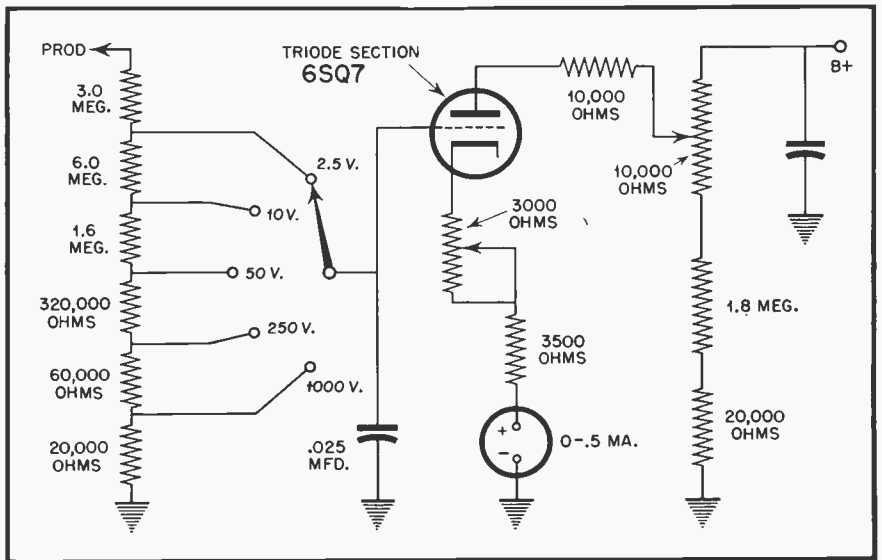 PROD
3.0
MEG.
6.0
MEG.
1.6
MEG.
320,000
OHMS
60,000
OHMS
20,000
OHMS
2.5 V.
10 V.
50 V.
250 V.
1000 V.
.025
MFD.
TRIODE SECTION
6SQ7
10,000
OHMS
3000
OHMS
3500
OHMS
+
-
0-.5 MA.
B+
10,000
OHMS
1.8 MEG.
20,000
OHMS